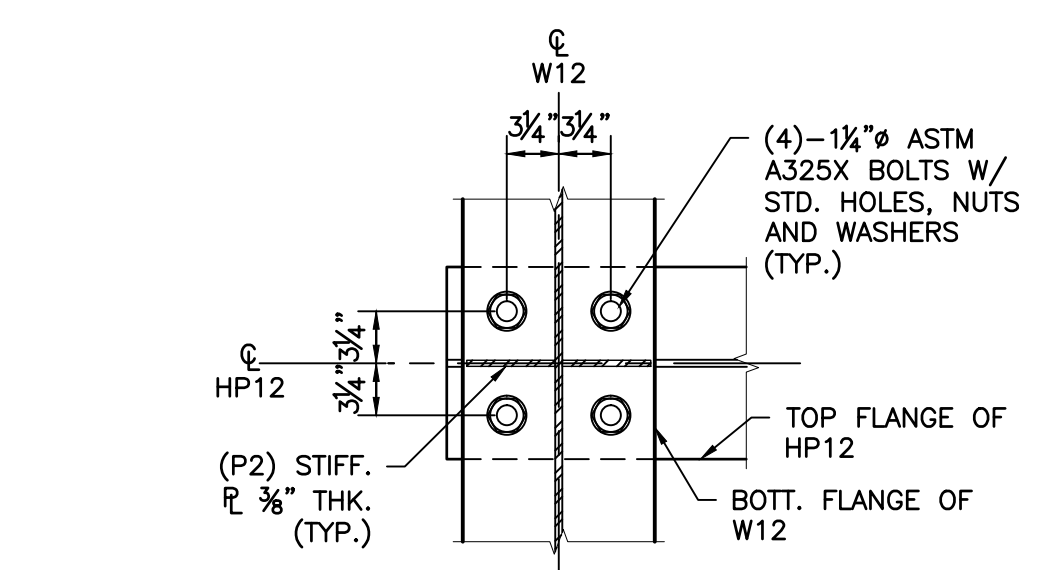 ℄
W12
3¼" 3¼"
(4)-1¼"ø ASTM
A325X BOLTS W/
STD. HOLES, NUTS
AND WASHERS
(TYP.)
3¼"
℄
HP12
3¼"
TOP FLANGE OF
HP12
(P2) STIFF.
PL ⅜" THK.
(TYP.)
BOTT. FLANGE OF
W12